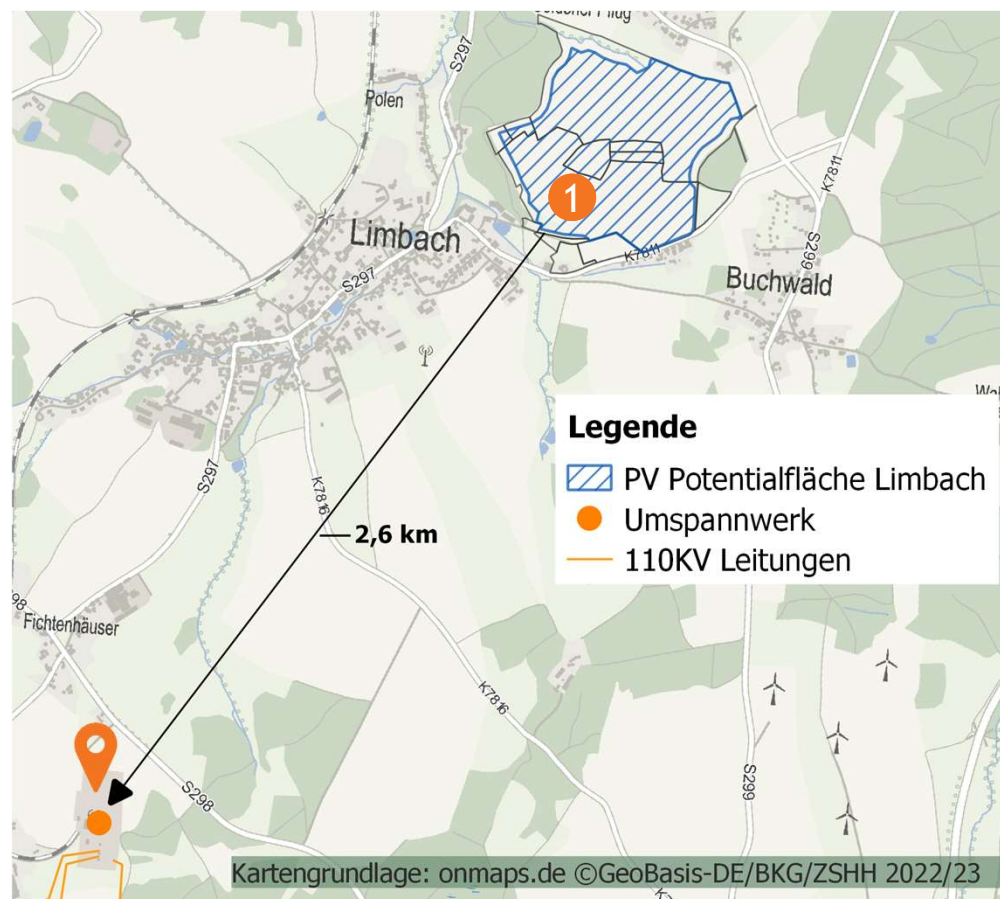 S297
Polen
Limbach
S297
1
K7811
K7811
S299
Buchwald
Legende
PV Potentialfläche Limbach
Umspannwerk
110KV Leitungen
S297
K7816
2,6 km
Fichtenhäuser
K7816
S298
S299
Kartengrundlage: onmaps.de ©GeoBasis-DE/BKG/ZSHH 2022/23